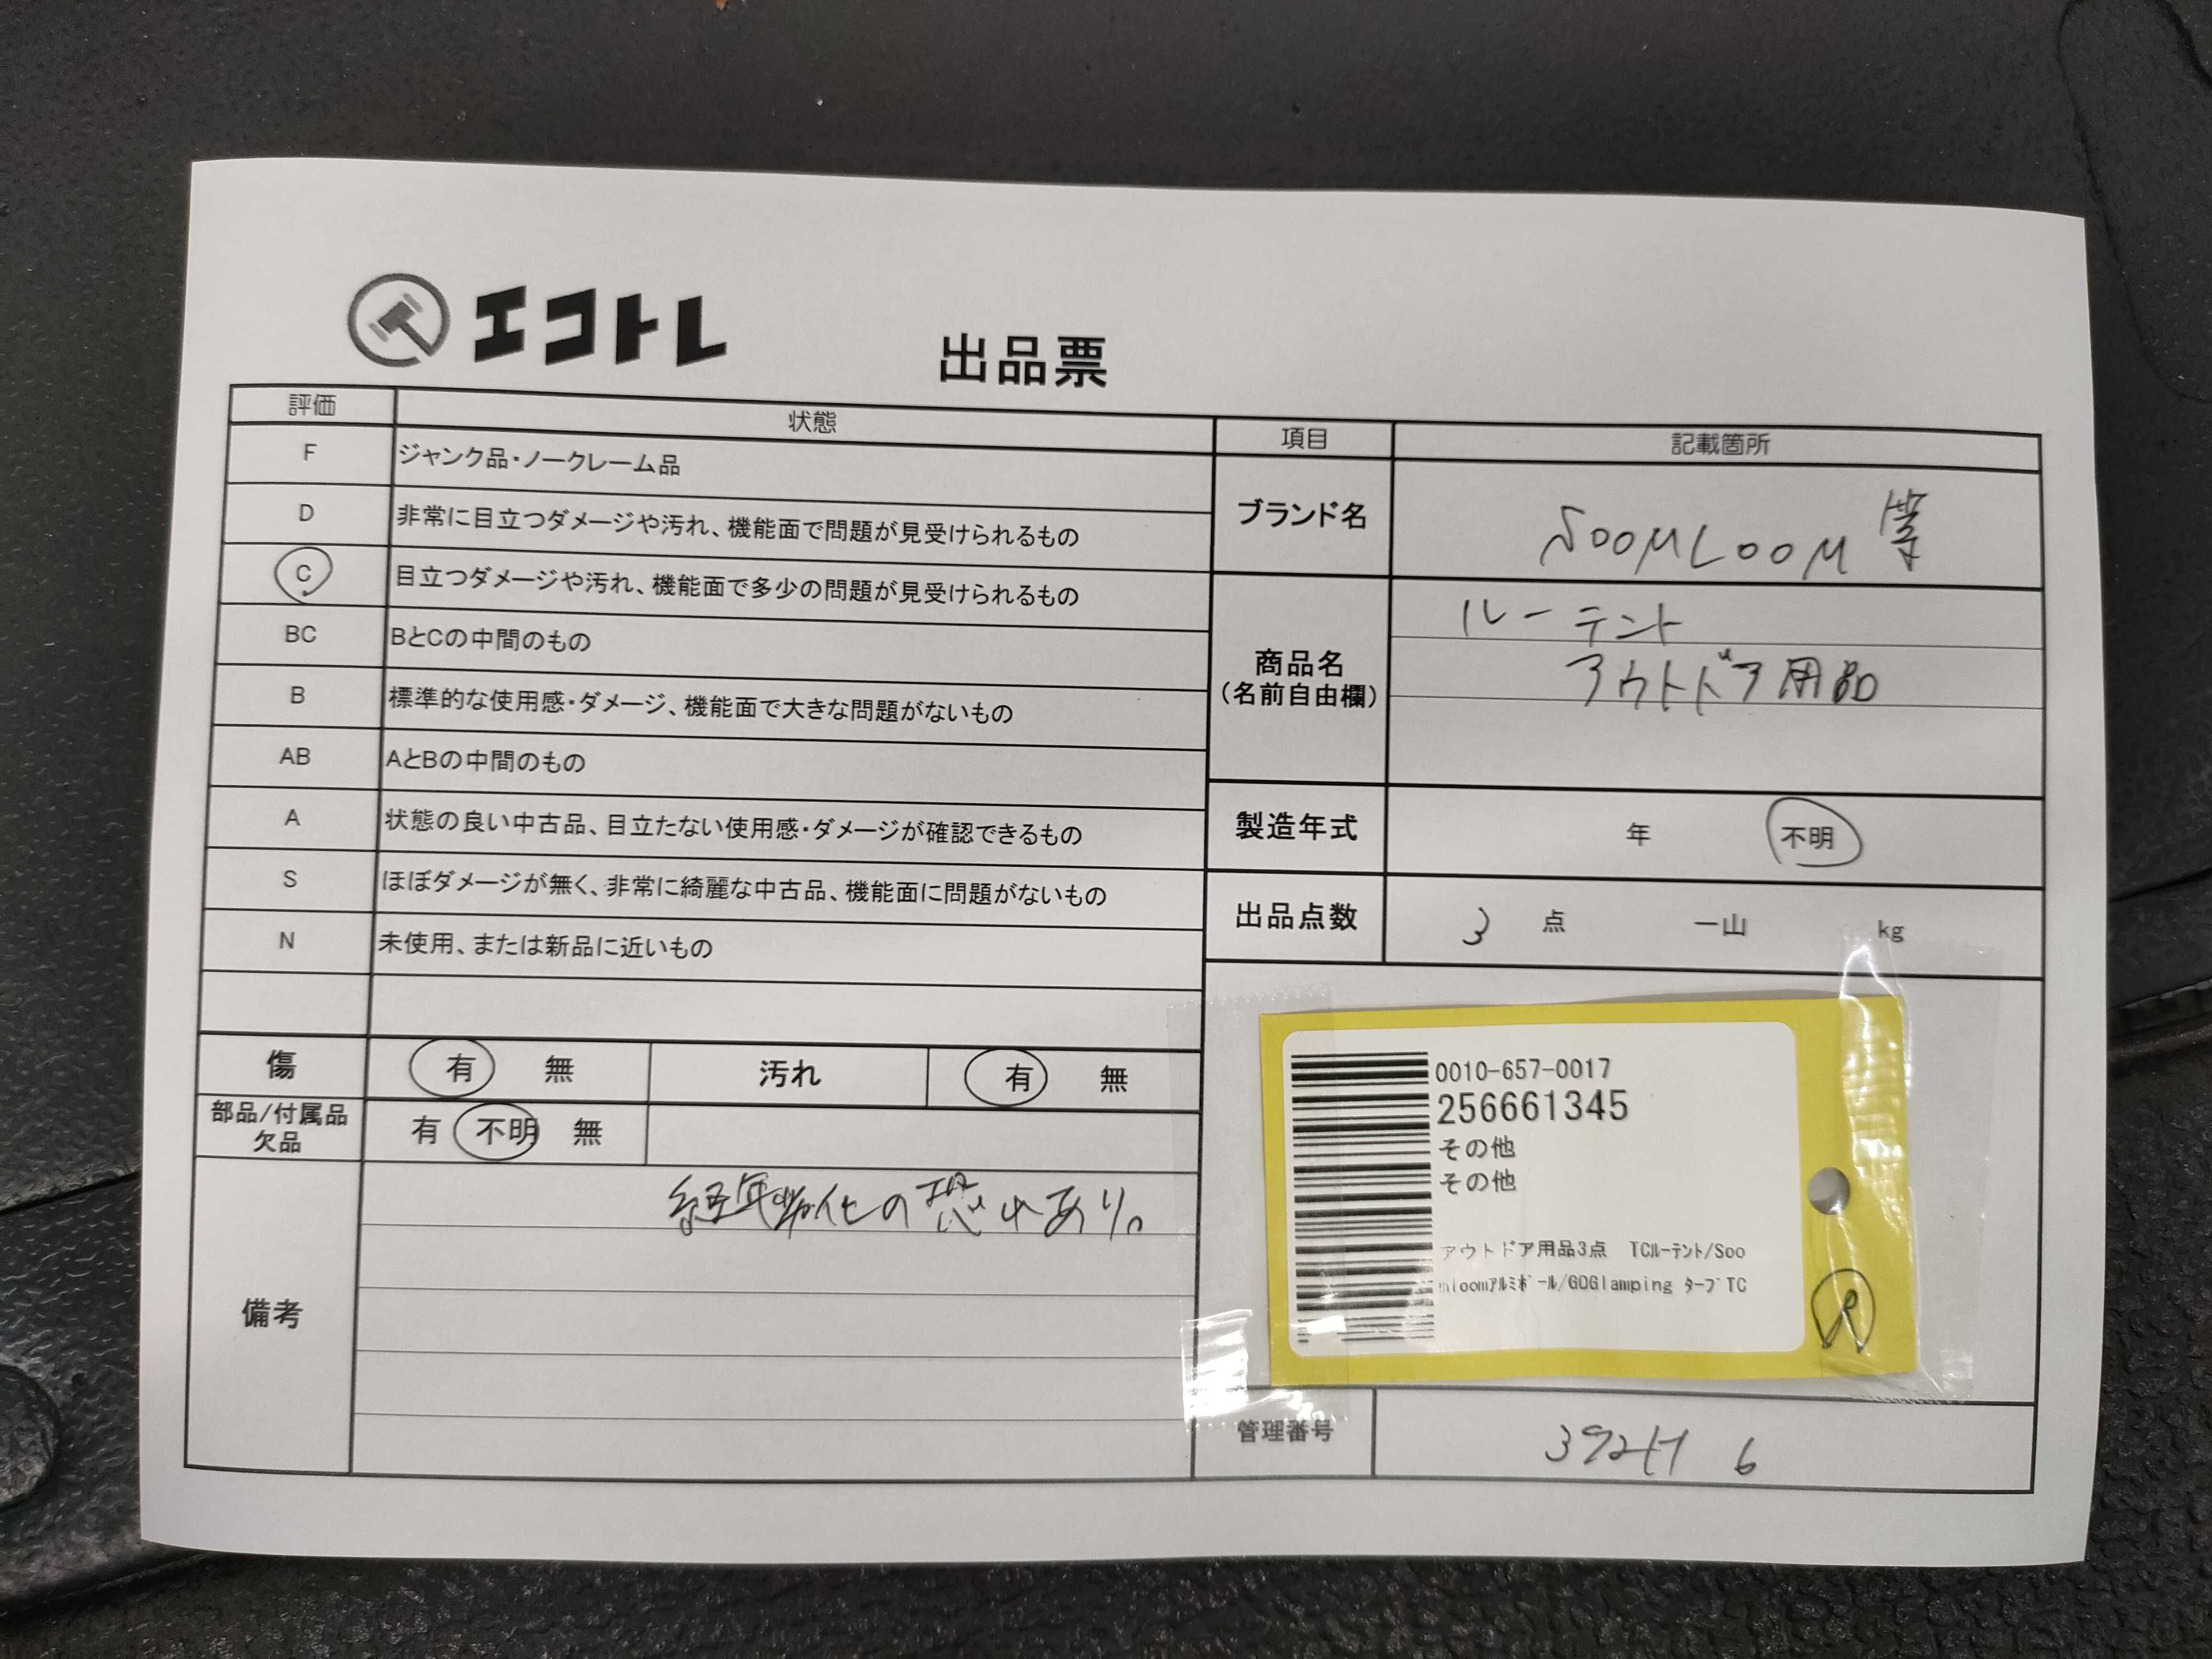 エコトレ
出品票
評価 状態
F ジャンク品・ノークレーム品
D 非常に目立つダメージや汚れ、機能面で問題が見受けられるもの
C 目立つダメージや汚れ、機能面で多少の問題が見受けられるもの
BC BとCの中間のもの
B 標準的な使用感・ダメージ、機能面で大きな問題がないもの
AB AとBの中間のもの
A 状態の良い中古品、目立たない使用感・ダメージが確認できるもの
S ほぼダメージが無く、非常に綺麗な中古品、機能面に問題がないもの
N 未使用、または新品に近いもの
傷 有 無 汚れ 有 無
部品/付属品
欠品
有 不明 無
備考
経年劣化の恐れあり。
項目 記載箇所
ブランド名 SOOMLOOM 等
商品名
(名前自由欄)
ルーテント
アウトドア用品
製造年式 年 不明
出品点数 3 点 一山 kg
0010-657-0017
256661345
その他
その他
アウトドア用品3点 TCルーテント/Soo
mloomアルミポール/GOGlamping タープTC
管理番号 6